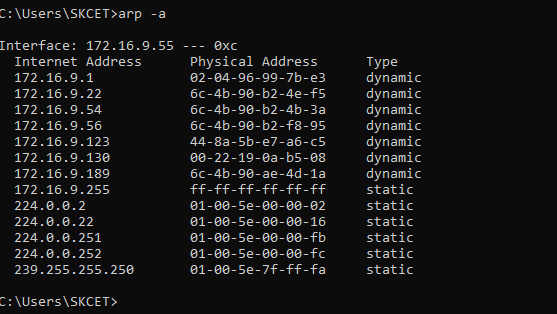 C:\Users\SKCET>arp -a
Interface: 172.16.9.55 --- 0xc
  Internet Address      Physical Address      Type
  172.16.9.1            02-04-96-99-7b-e3     dynamic
  172.16.9.22           6c-4b-90-b2-4e-f5     dynamic
  172.16.9.54           6c-4b-90-b2-4b-3a     dynamic
  172.16.9.56           6c-4b-90-b2-f8-95     dynamic
  172.16.9.123          44-8a-5b-e7-a6-c5     dynamic
  172.16.9.130          00-22-19-0a-b5-08     dynamic
  172.16.9.189          6c-4b-90-ae-4d-1a     dynamic
  172.16.9.255          ff-ff-ff-ff-ff-ff     static
  224.0.0.2             01-00-5e-00-00-02     static
  224.0.0.22            01-00-5e-00-00-16     static
  224.0.0.251           01-00-5e-00-00-fb     static
  224.0.0.252           01-00-5e-00-00-fc     static
  239.255.255.250       01-00-5e-7f-ff-fa     static
C:\Users\SKCET>